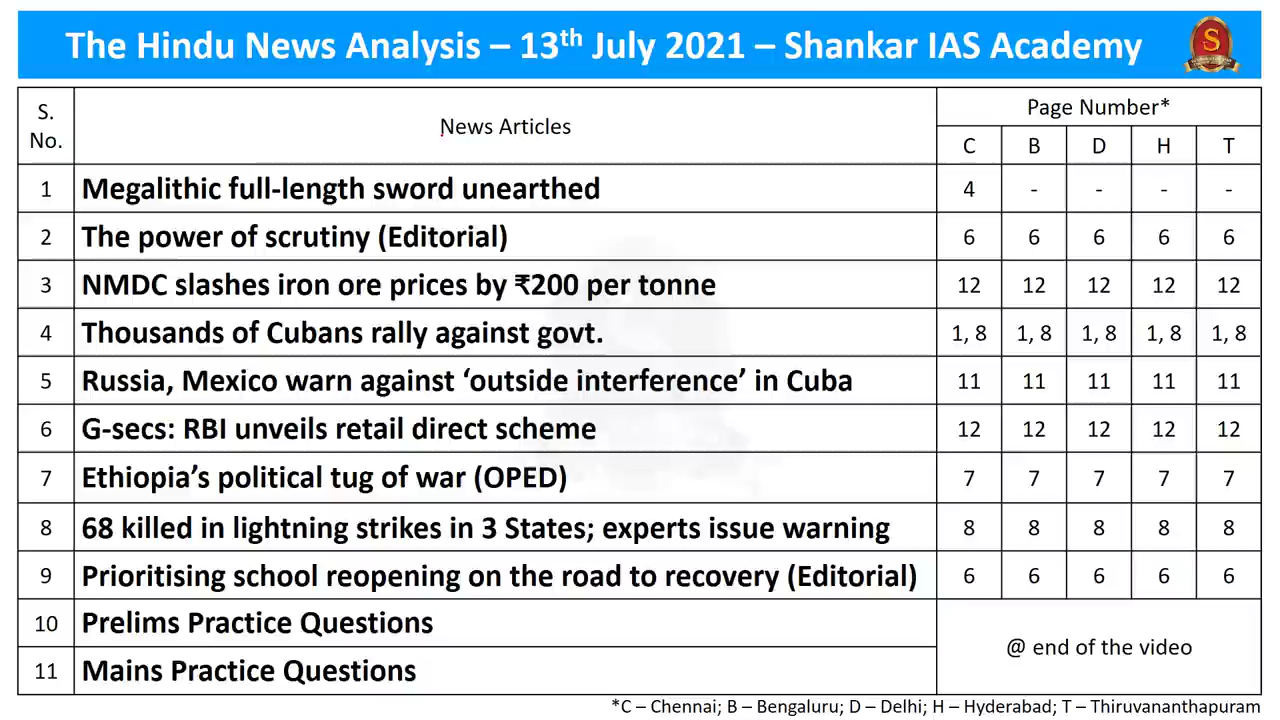 The Hindu News Analysis – 13th July 2021 – Shankar IAS Academy
S
S. No. News Articles Page Number*
C B D H T
1 Megalithic full-length sword unearthed 4 - - - -
2 The power of scrutiny (Editorial) 6 6 6 6 6
3 NMDC slashes iron ore prices by ₹200 per tonne 12 12 12 12 12
4 Thousands of Cubans rally against govt. 1, 8 1, 8 1, 8 1, 8 1, 8
5 Russia, Mexico warn against ‘outside interference’ in Cuba 11 11 11 11 11
6 G-secs: RBI unveils retail direct scheme 12 12 12 12 12
7 Ethiopia’s political tug of war (OPED) 7 7 7 7 7
8 68 killed in lightning strikes in 3 States; experts issue warning 8 8 8 8 8
9 Prioritising school reopening on the road to recovery (Editorial) 6 6 6 6 6
10 Prelims Practice Questions
@ end of the video
11 Mains Practice Questions
*C – Chennai; B – Bengaluru; D – Delhi; H – Hyderabad; T – Thiruvananthapuram